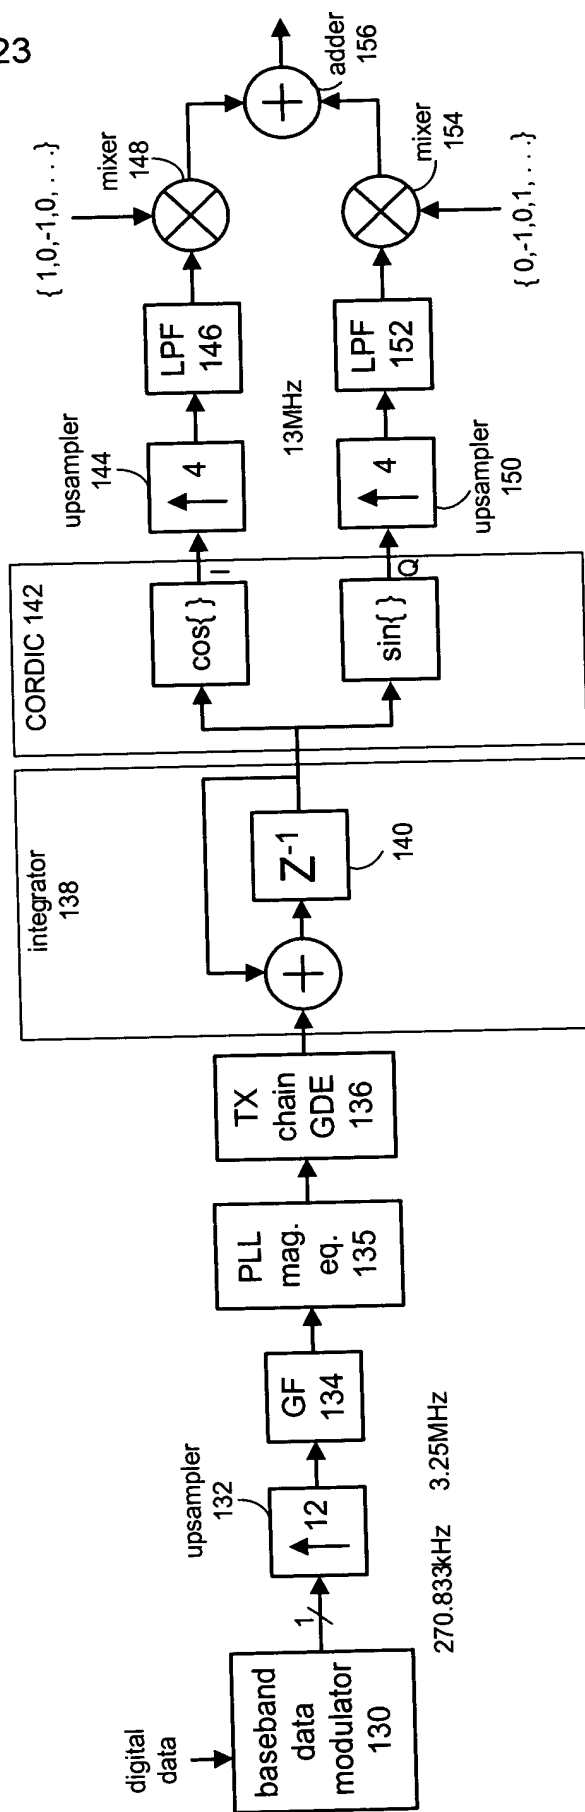 23
digital
data
baseband
data
modulator
130
1
270.833kHz
upsampler
132
12
3.25MHz
GF
134
PLL
mag.
eq.
135
TX
chain
GDE
136
integrator
138
+
Z-1
140
CORDIC 142
cos{ }
I
sin{ }
Q
upsampler
144
4
13MHz
4
upsampler
150
LPF
146
LPF
152
{ 1,0,-1,0, . . .}
mixer
148
{ 0,-1,0,1, . . .}
mixer
154
+
adder
156